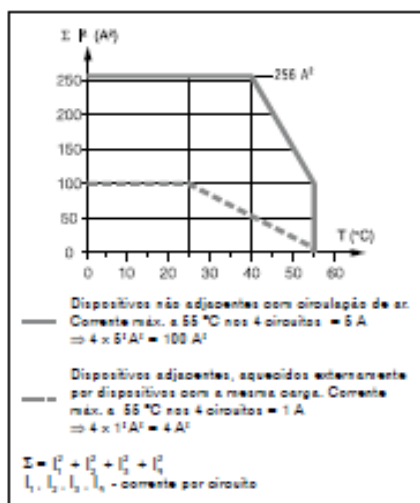 Σ I² (A²)
250
256 A²
200
150
100
50
0
T (°C)
0 10 20 30 40 50 60
Dispositivos não adjacentes com circulação de ar.
Corrente máx. a 55 °C nos 4 circuitos = 5 A
⇒ 4 x 5² A² = 100 A²
Dispositivos adjacentes, aquecidos externamente
por dispositivos com a mesma carga. Corrente
máx. a 55 °C nos 4 circuitos = 1 A
⇒ 4 x 1² A² = 4 A²
Σ = I₁² + I₂² + I₃² + I₄²
I₁ , I₂ , I₃ , I₄ - corrente por circuito